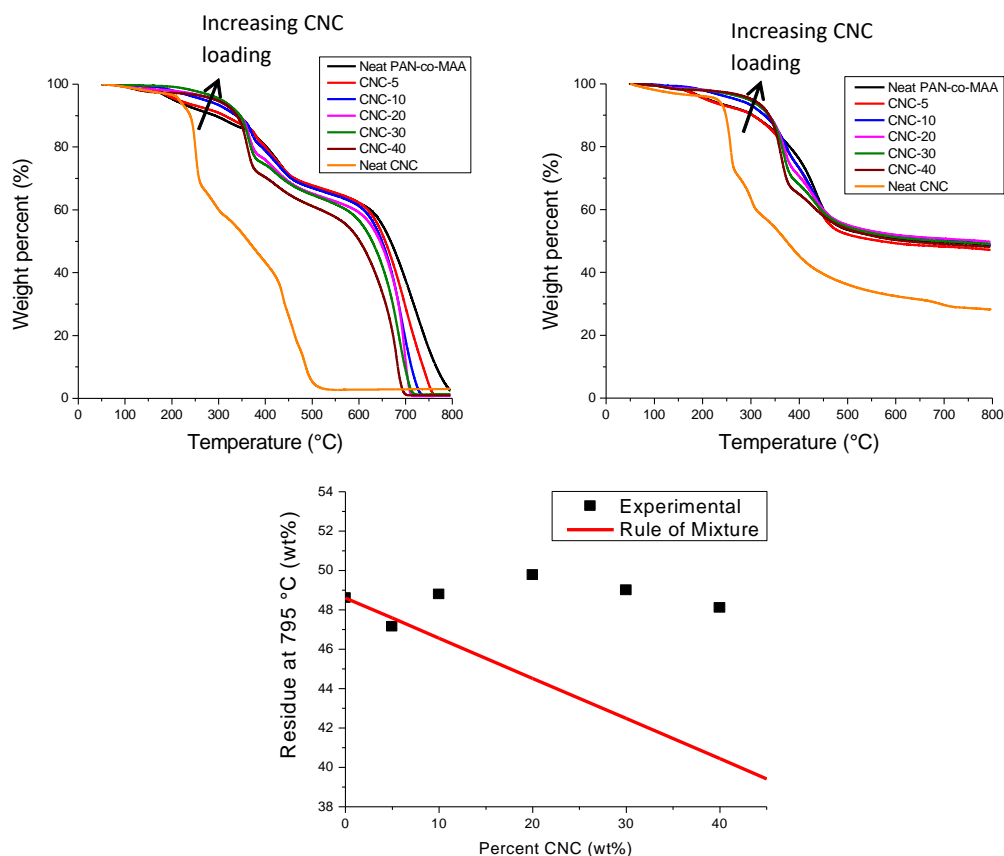 Increasing CNC
loading
Neat PAN-co-MAA
CNC-5
CNC-10
CNC-20
CNC-30
CNC-40
Neat CNC
100
80
60
40
20
0
Weight percent (%)
0 100 200 300 400 500 600 700 800
Temperature (°C)
Increasing CNC
loading
Neat PAN-co-MAA
CNC-5
CNC-10
CNC-20
CNC-30
CNC-40
Neat CNC
100
80
60
40
20
0
Weight percent (%)
0 100 200 300 400 500 600 700 800
Temperature (°C)
Experimental
Rule of Mixture
54
52
50
48
46
44
42
40
38
Residue at 795 °C (wt%)
0 10 20 30 40
Percent CNC (wt%)